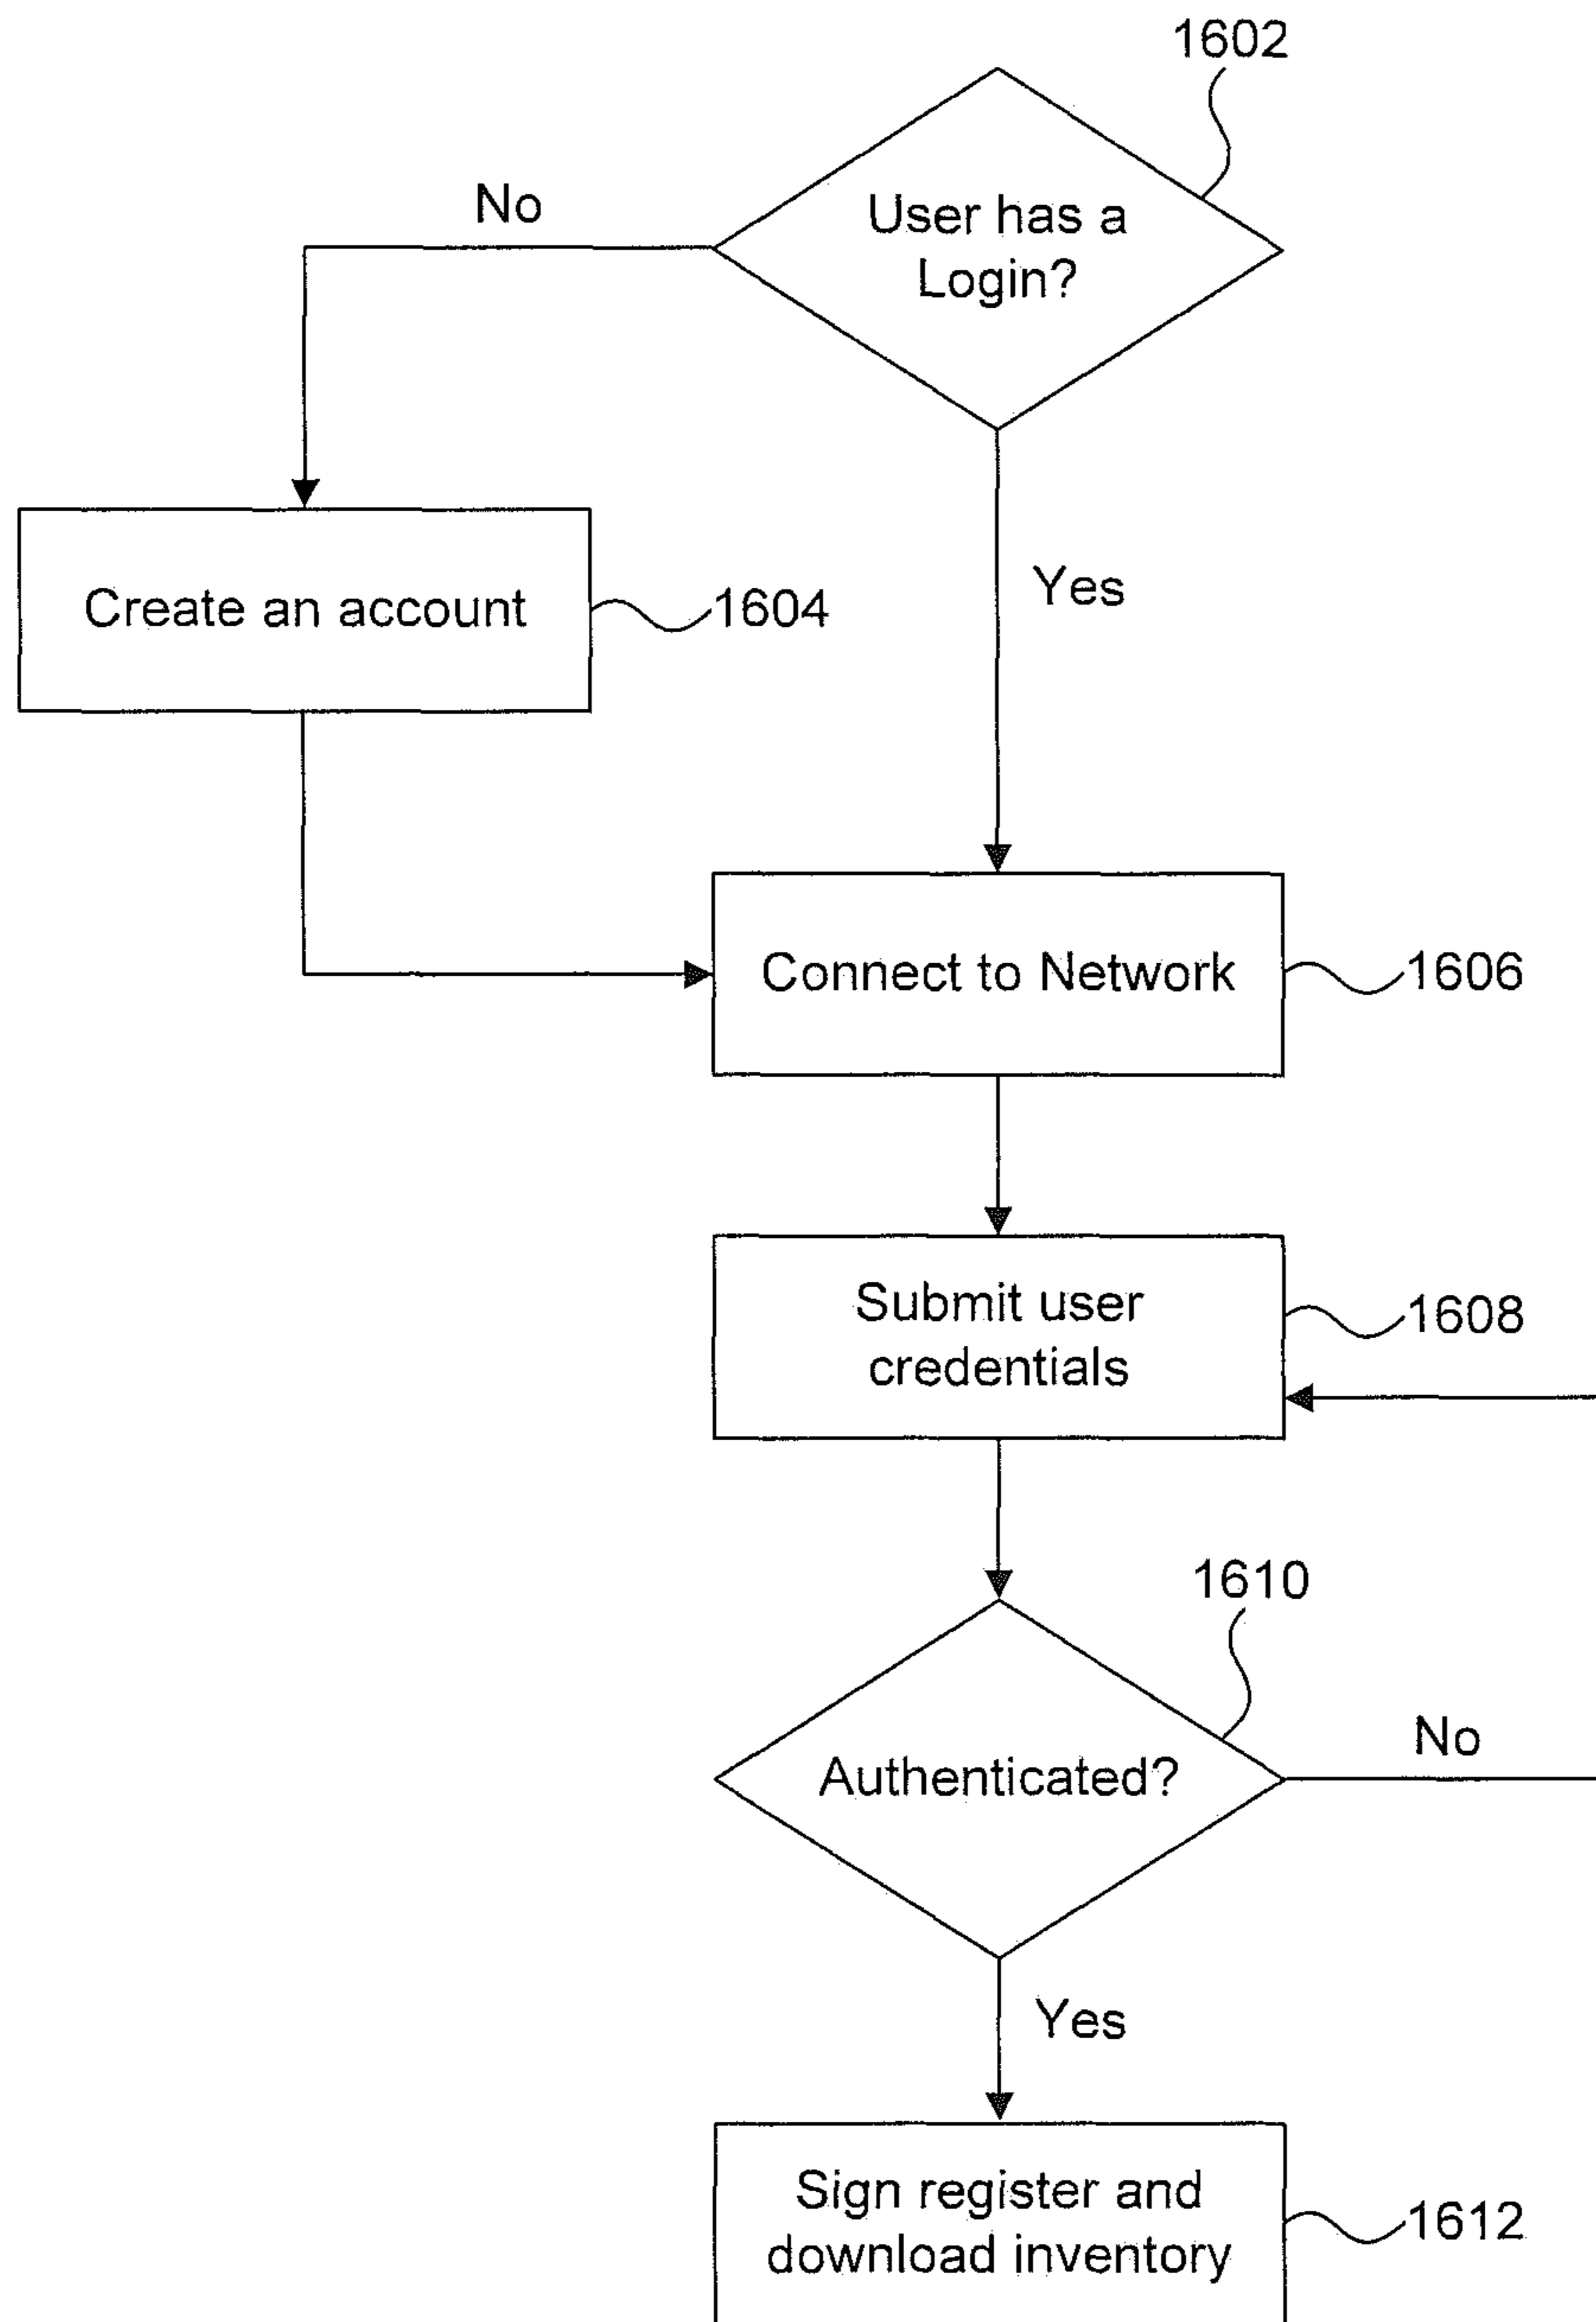 1602
No
User has a
Login?
Yes
Create an account
1604
Connect to Network
1606
Submit user
credentials
1608
1610
No
Authenticated?
Yes
Sign register and
download inventory
1612